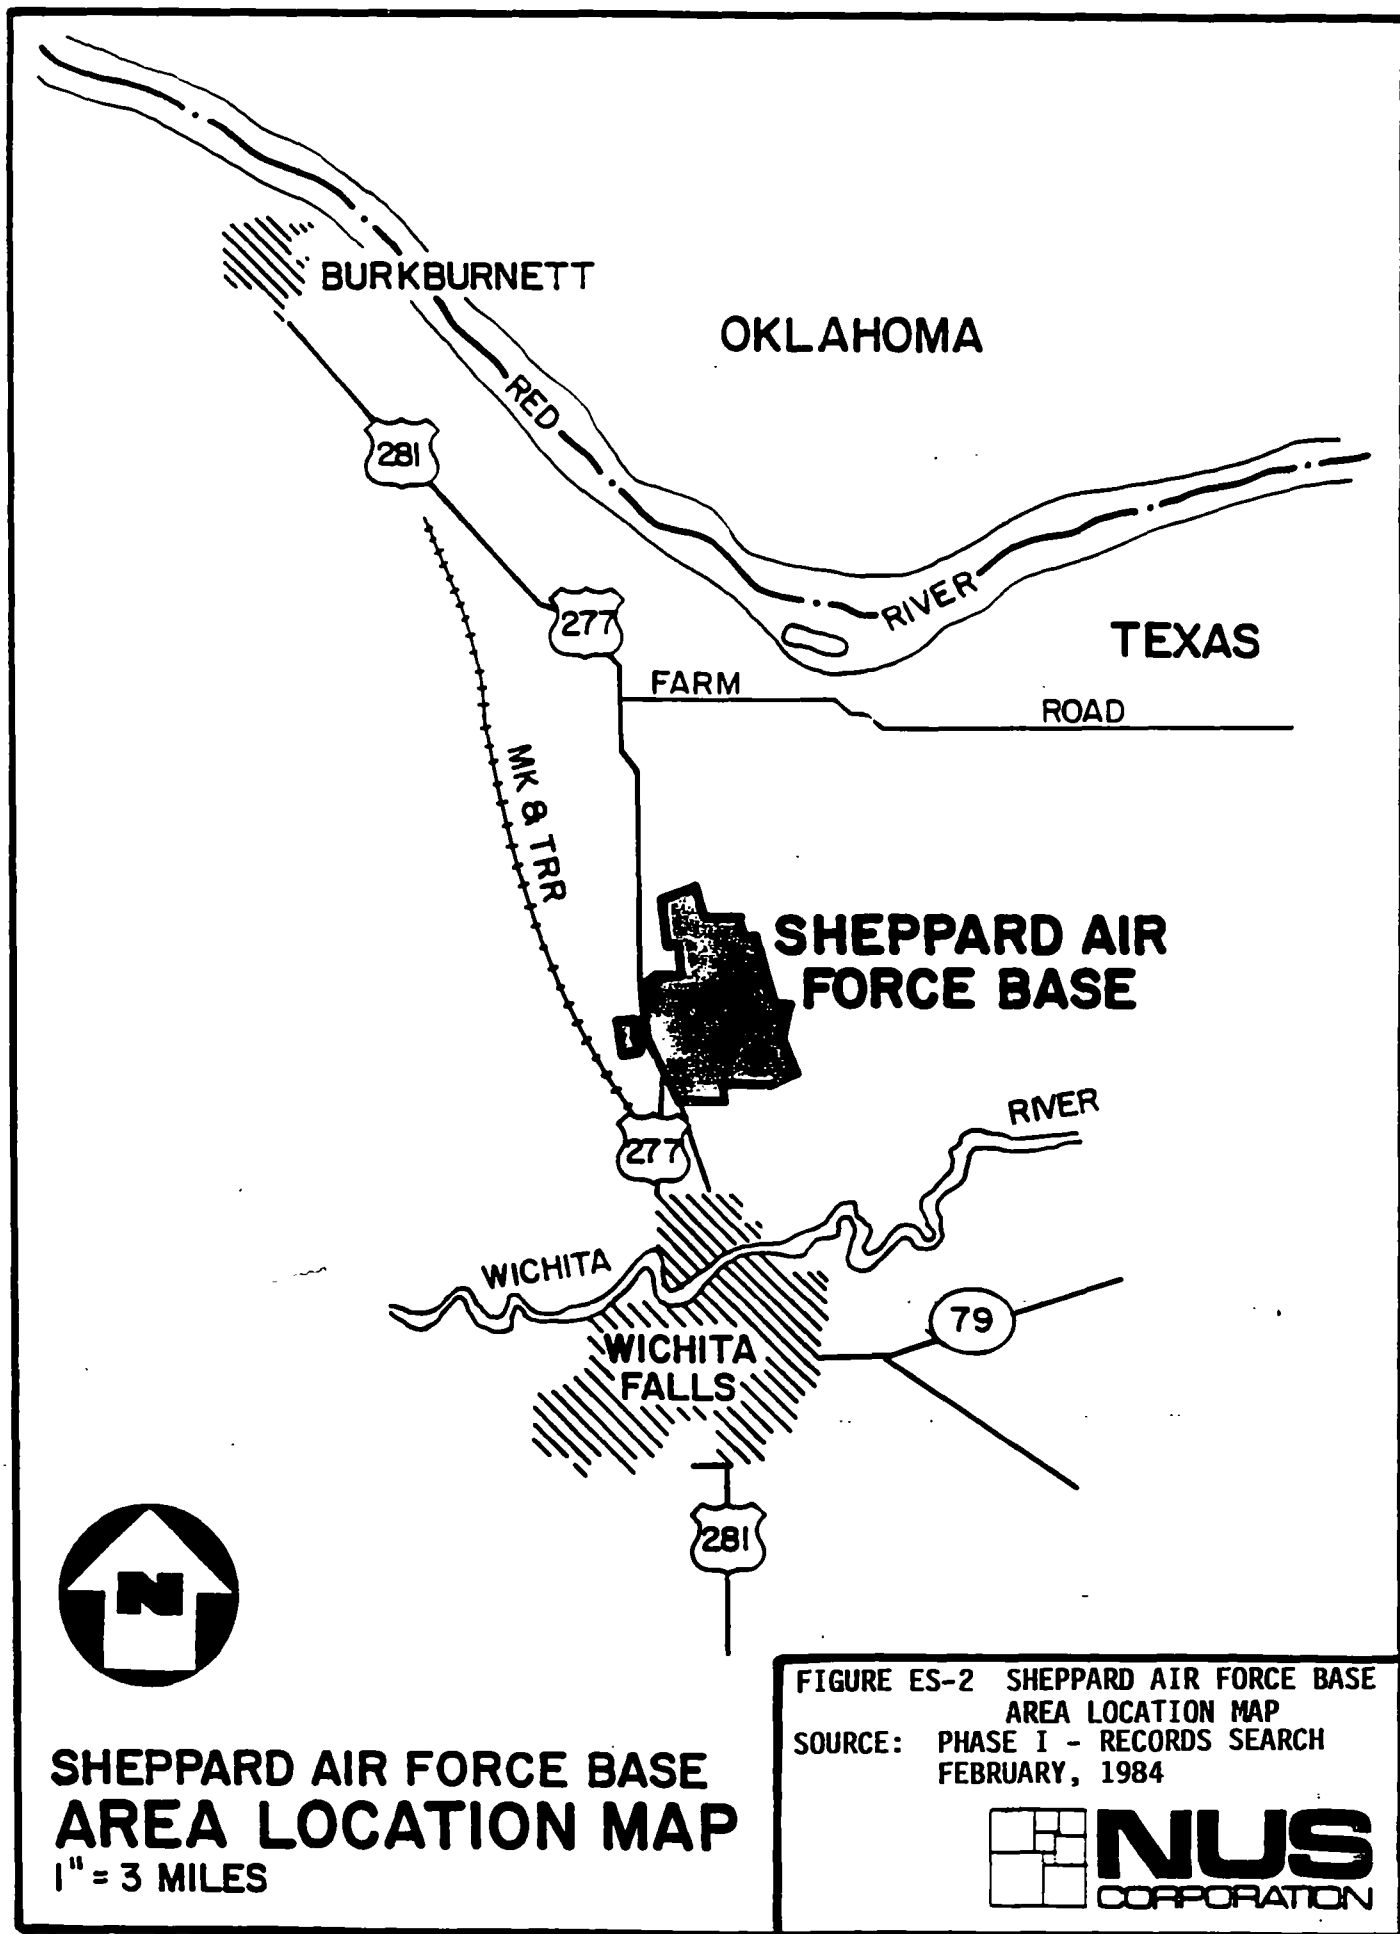 BURKBURNETT
OKLAHOMA
RED
281
277
RIVER
TEXAS
FARM
ROAD
MK & TRR
SHEPPARD AIR
FORCE BASE
RIVER
277
WICHITA
79
WICHITA
FALLS
281
N
SHEPPARD AIR FORCE BASE
AREA LOCATION MAP
1" = 3 MILES
FIGURE ES-2 SHEPPARD AIR FORCE BASE
AREA LOCATION MAP
SOURCE: PHASE I - RECORDS SEARCH
FEBRUARY, 1984
NUS
CORPORATION